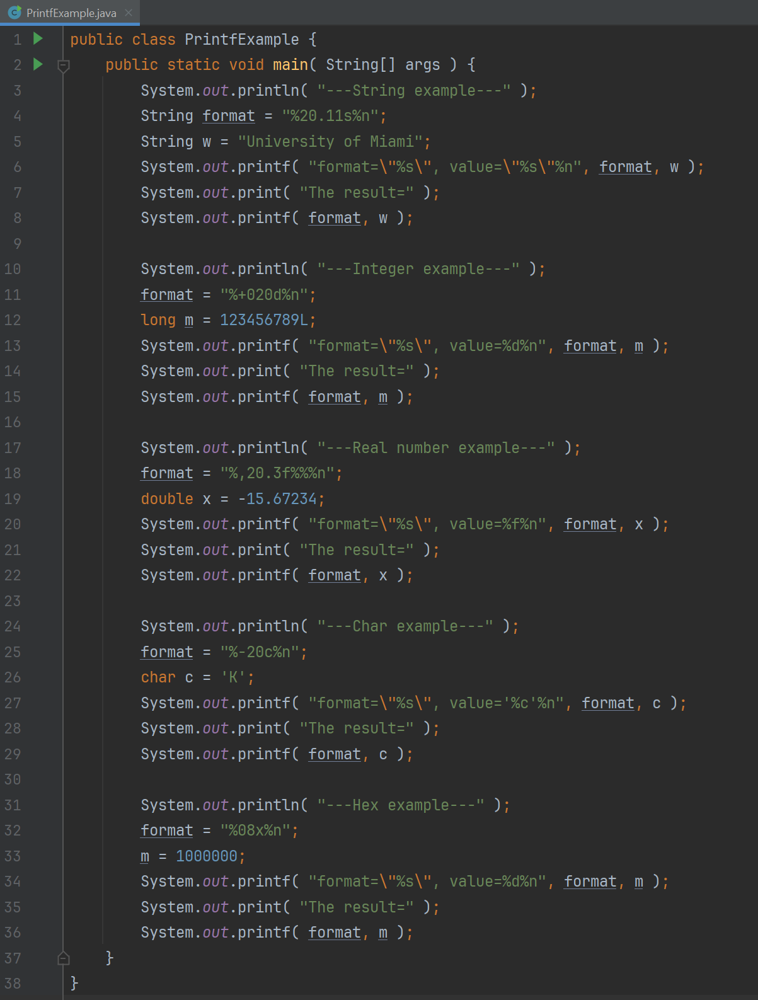 PrintfExample.java
1 public class PrintfExample {
2     public static void main( String[] args ) {
3         System.out.println( "---String example---" );
4         String format = "%20.11s%n";
5         String w = "University of Miami";
6         System.out.printf( "format=\"%s\", value=\"%s\"%n", format, w );
7         System.out.print( "The result=" );
8         System.out.printf( format, w );
9
10         System.out.println( "---Integer example---" );
11         format = "%+020d%n";
12         long m = 123456789L;
13         System.out.printf( "format=\"%s\", value=%d%n", format, m );
14         System.out.print( "The result=" );
15         System.out.printf( format, m );
16
17         System.out.println( "---Real number example---" );
18         format = "%,20.3f%%%n";
19         double x = -15.67234;
20         System.out.printf( "format=\"%s\", value=%f%n", format, x );
21         System.out.print( "The result=" );
22         System.out.printf( format, x );
23
24         System.out.println( "---Char example---" );
25         format = "%-20c%n";
26         char c = 'K';
27         System.out.printf( "format=\"%s\", value='%c'%n", format, c );
28         System.out.print( "The result=" );
29         System.out.printf( format, c );
30
31         System.out.println( "---Hex example---" );
32         format = "%08x%n";
33         m = 1000000;
34         System.out.printf( "format=\"%s\", value=%d%n", format, m );
35         System.out.print( "The result=" );
36         System.out.printf( format, m );
37     }
38 }